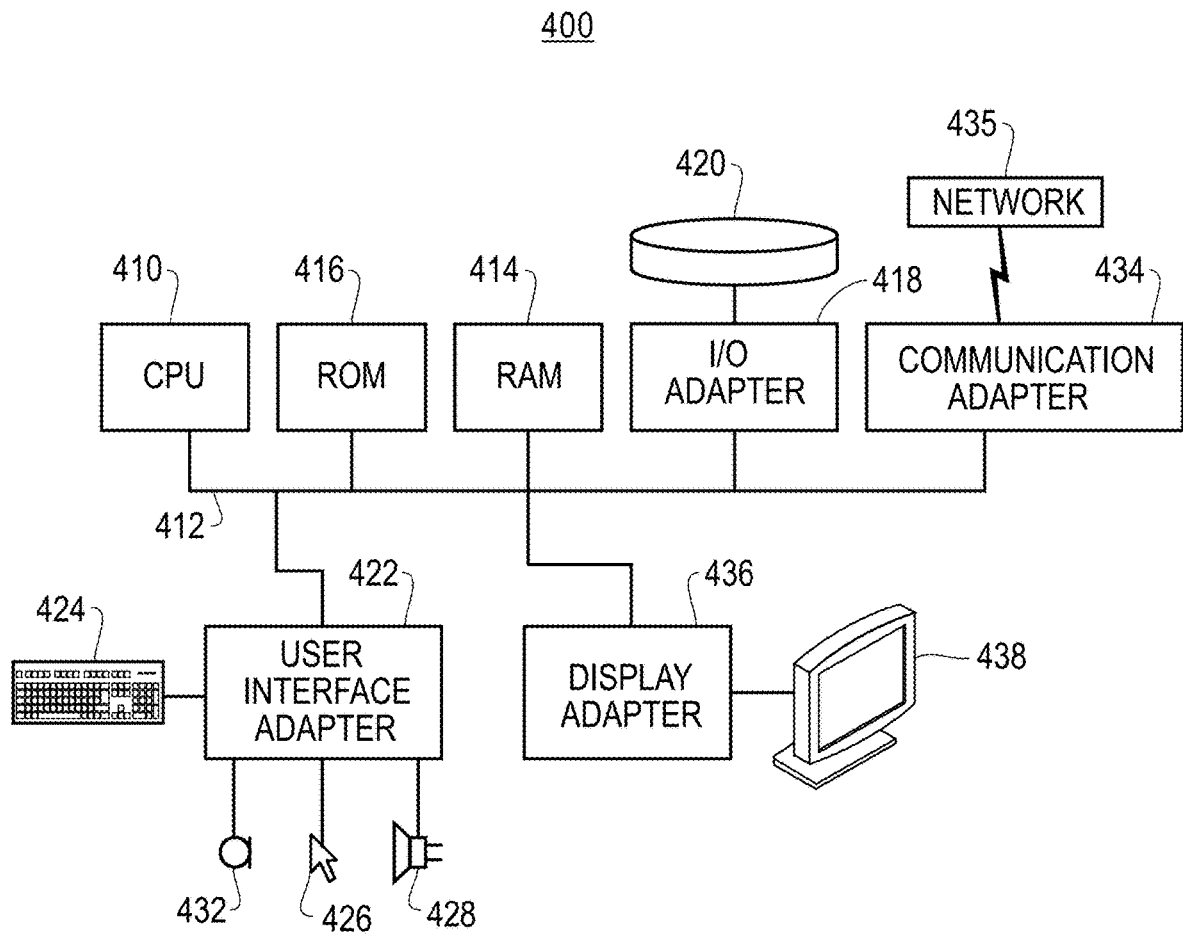 400
435
420
NETWORK
410
416
414
418
434
CPU
ROM
RAM
I/O
ADAPTER
COMMUNICATION
ADAPTER
412
422
436
424
USER
INTERFACE
ADAPTER
DISPLAY
ADAPTER
438
432
426
428